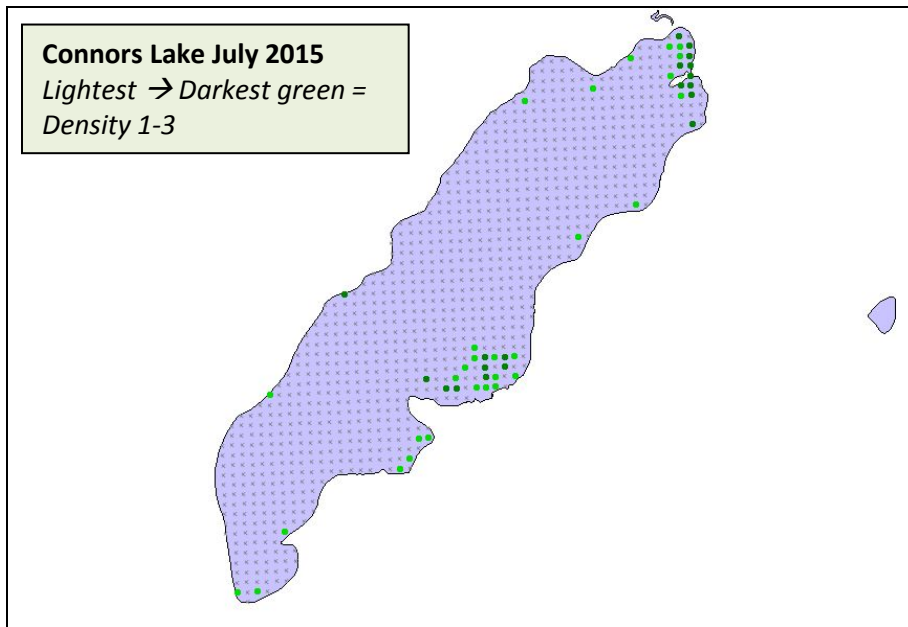 Connors Lake July 2015
Lightest → Darkest green =
Density 1-3